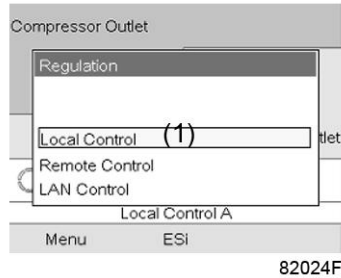 Compressor Outlet
Regulation
Local Control (1)
tlet
Remote Control
LAN Control
Local Control A
Menu ESi
82024F